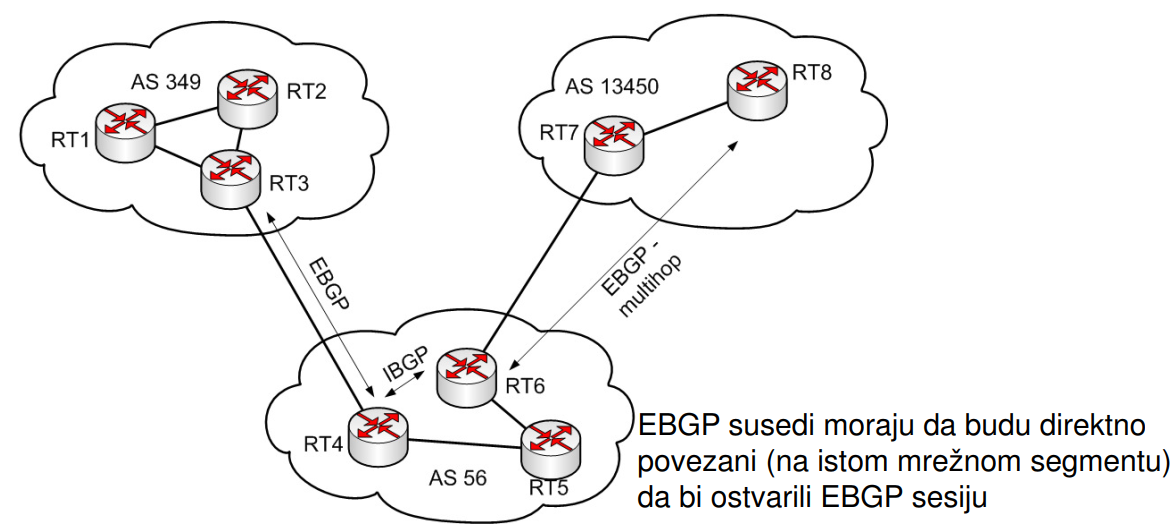 AS 349
RT2
RT1
RT3
AS 13450
RT8
RT7
EBGP
EBGP -
multihop
IBGP
RT6
RT4
AS 56
RT5
EBGP susedi moraju da budu direktno
povezani (na istom mrežnom segmentu)
da bi ostvarili EBGP sesiju